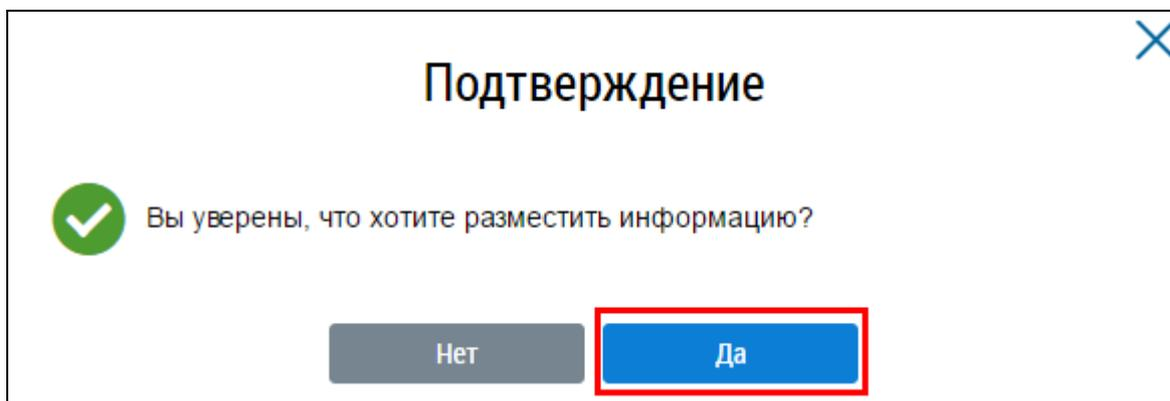 Подтверждение
Вы уверены, что хотите разместить информацию?
Нет
Да